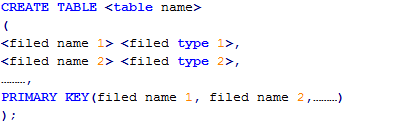 CREATE TABLE <table name>
(
<filed name 1> <filed type 1>,
<filed name 2> <filed type 2>,
………,
PRIMARY KEY(filed name 1, filed name 2,………)
);